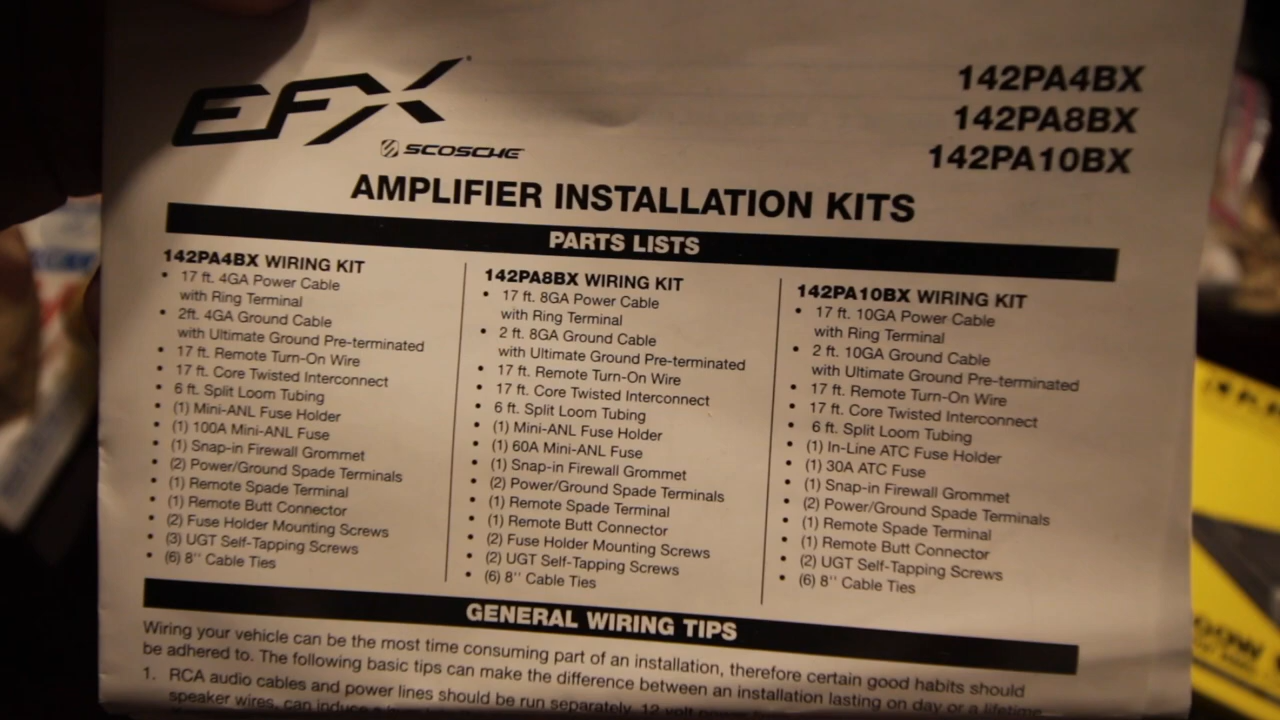 EFX
SCOSCHE
142PA4BX
142PA8BX
142PA10BX
AMPLIFIER INSTALLATION KITS
PARTS LISTS
142PA4BX WIRING KIT
• 17 ft. 4GA Power Cable
with Ring Terminal
• 2ft. 4GA Ground Cable
with Ultimate Ground Pre-terminated
• 17 ft. Remote Turn-On Wire
• 17 ft. Core Twisted Interconnect
• 6 ft. Split Loom Tubing
• (1) Mini-ANL Fuse Holder
• (1) 100A Mini-ANL Fuse
• (1) Snap-in Firewall Grommet
• (2) Power/Ground Spade Terminals
• (1) Remote Spade Terminal
• (1) Remote Butt Connector
• (2) Fuse Holder Mounting Screws
• (3) UGT Self-Tapping Screws
• (6) 8'' Cable Ties
142PA8BX WIRING KIT
• 17 ft. 8GA Power Cable
with Ring Terminal
• 2 ft. 8GA Ground Cable
with Ultimate Ground Pre-terminated
• 17 ft. Remote Turn-On Wire
• 17 ft. Core Twisted Interconnect
• 6 ft. Split Loom Tubing
• (1) Mini-ANL Fuse Holder
• (1) 60A Mini-ANL Fuse
• (1) Snap-in Firewall Grommet
• (2) Power/Ground Spade Terminals
• (1) Remote Spade Terminal
• (1) Remote Butt Connector
• (2) Fuse Holder Mounting Screws
• (2) UGT Self-Tapping Screws
• (6) 8'' Cable Ties
142PA10BX WIRING KIT
• 17 ft. 10GA Power Cable
with Ring Terminal
• 2 ft. 10GA Ground Cable
with Ultimate Ground Pre-terminated
• 17 ft. Remote Turn-On Wire
• 17 ft. Core Twisted Interconnect
• 6 ft. Split Loom Tubing
• (1) In-Line ATC Fuse Holder
• (1) 30A ATC Fuse
• (1) Snap-in Firewall Grommet
• (2) Power/Ground Spade Terminals
• (1) Remote Spade Terminal
• (1) Remote Butt Connector
• (2) UGT Self-Tapping Screws
• (6) 8'' Cable Ties
GENERAL WIRING TIPS
Wiring your vehicle can be the most time consuming part of an installation, therefore certain good habits should
be adhered to. The following basic tips can make the difference between an installation lasting on day or a lifetime
1. RCA audio cables and power lines should be run separately. 12 volt power
speaker wires, can induce